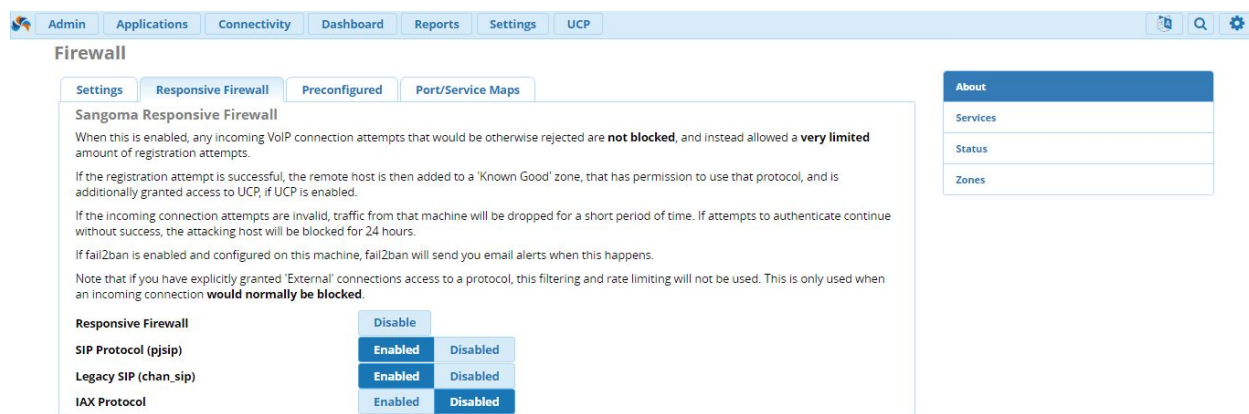 Admin Applications Connectivity Dashboard Reports Settings UCP
Firewall
Settings Responsive Firewall Preconfigured Port/Service Maps
Sangoma Responsive Firewall
When this is enabled, any incoming VoIP connection attempts that would be otherwise rejected are not blocked, and instead allowed a very limited
amount of registration attempts.
If the registration attempt is successful, the remote host is then added to a 'Known Good' zone, that has permission to use that protocol, and is
additionally granted access to UCP, if UCP is enabled.
If the incoming connection attempts are invalid, traffic from that machine will be dropped for a short period of time. If attempts to authenticate continue
without success, the attacking host will be blocked for 24 hours.
If fail2ban is enabled and configured on this machine, fail2ban will send you email alerts when this happens.
Note that if you have explicitly granted 'External' connections access to a protocol, this filtering and rate limiting will not be used. This is only used when
an incoming connection would normally be blocked.
Responsive Firewall Disable
SIP Protocol (pjsip) Enabled Disabled
Legacy SIP (chan_sip) Enabled Disabled
IAX Protocol Enabled Disabled
About
Services
Status
Zones